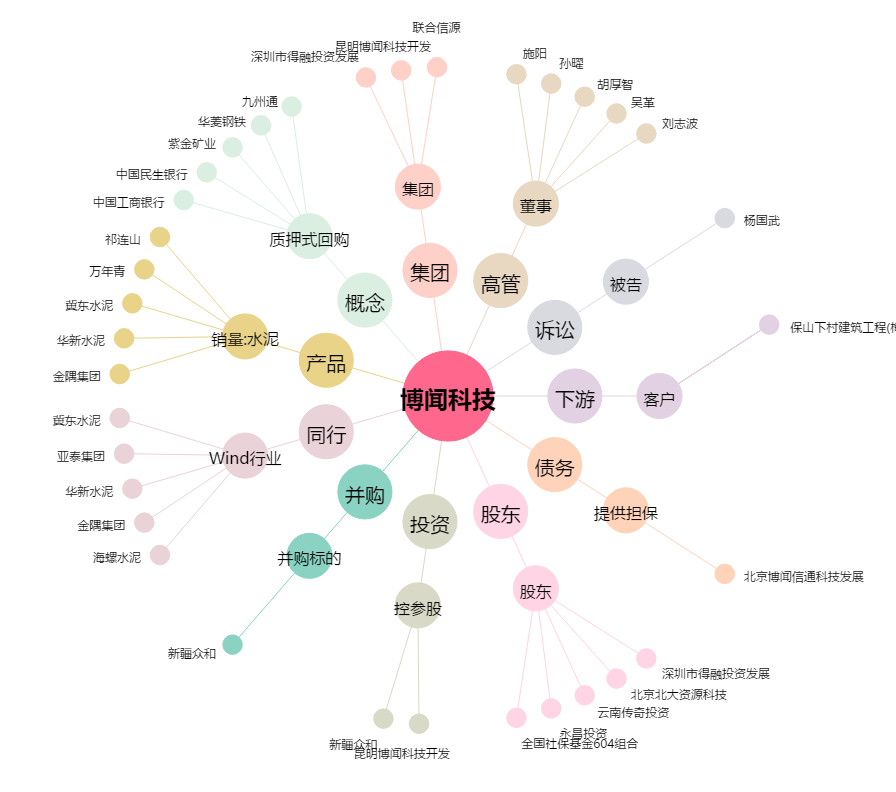 联合信源
昆明博闻科技开发
深圳市得融投资发展
施阳
孙曜
胡厚智
吴革
刘志波
九州通
华菱钢铁
紫金矿业
中国民生银行
中国工商银行
集团
董事
杨国武
质押式回购
祁连山
万年青
冀东水泥
华新水泥
金隅集团
集团
高管
被告
概念
诉讼
保山下村建筑工程(
销量:水泥
产品
博闻科技
下游
客户
冀东水泥
亚泰集团
华新水泥
金隅集团
海螺水泥
Wind行业
同行
债务
并购
投资
股东
提供担保
并购标的
北京博闻信通科技发展
控参股
股东
新疆众和
深圳市得融投资发展
北京北大资源科技
云南传奇投资
永昌投资
全国社保基金604组合
新疆众和
昆明博闻科技开发